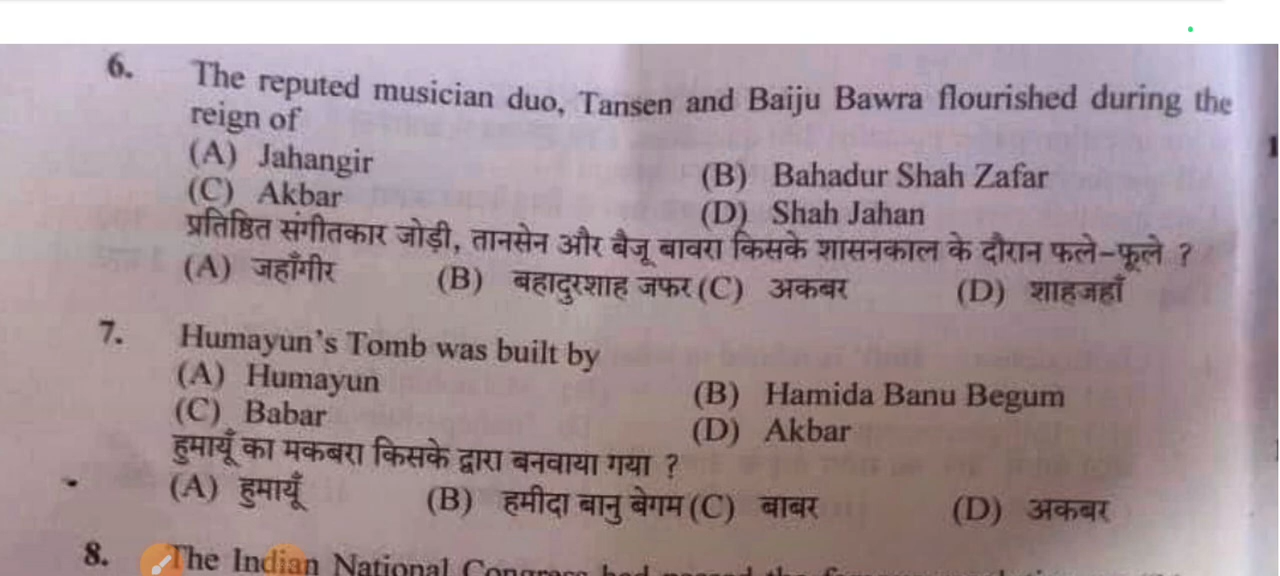 6. The reputed musician duo, Tansen and Baiju Bawra flourished during the
reign of
(A) Jahangir (B) Bahadur Shah Zafar
(C) Akbar (D) Shah Jahan
प्रतिष्ठित संगीतकार जोड़ी, तानसेन और बैजू बावरा किसके शासनकाल के दौरान फले-फूले ?
(A) जहाँगीर (B) बहादुरशाह जफर (C) अकबर (D) शाहजहाँ
7. Humayun's Tomb was built by
(A) Humayun (B) Hamida Banu Begum
(C) Babar (D) Akbar
हुमायूँ का मकबरा किसके द्वारा बनवाया गया ?
(A) हुमायूँ (B) हमीदा बानु बेगम (C) बाबर (D) अकबर
8. The Indian National Congress had